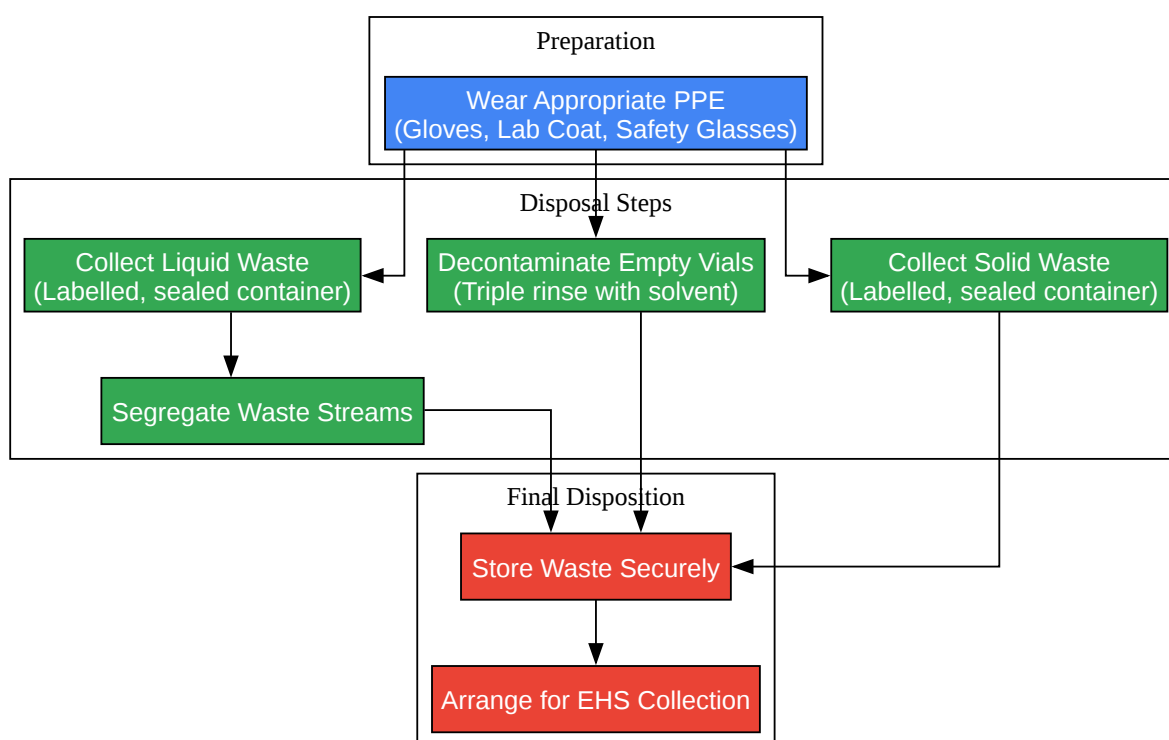 Preparation
Wear Appropriate PPE
(Gloves, Lab Coat, Safety Glasses)
Disposal Steps
Collect Liquid Waste
(Labelled, sealed container)
Decontaminate Empty Vials
(Triple rinse with solvent)
Collect Solid Waste
(Labelled, sealed container)
Segregate Waste Streams
Final Disposition
Store Waste Securely
Arrange for EHS Collection